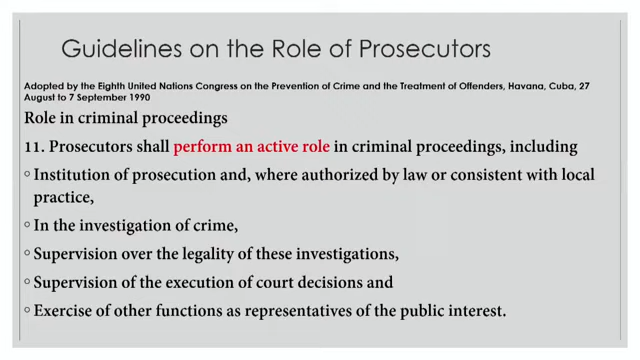 Guidelines on the Role of Prosecutors
Adopted by the Eighth United Nations Congress on the Prevention of Crime and the Treatment of Offenders, Havana, Cuba, 27
August to 7 September 1990
Role in criminal proceedings
11. Prosecutors shall perform an active role in criminal proceedings, including
○ Institution of prosecution and, where authorized by law or consistent with local
practice,
○ In the investigation of crime,
○ Supervision over the legality of these investigations,
○ Supervision of the execution of court decisions and
○ Exercise of other functions as representatives of the public interest.